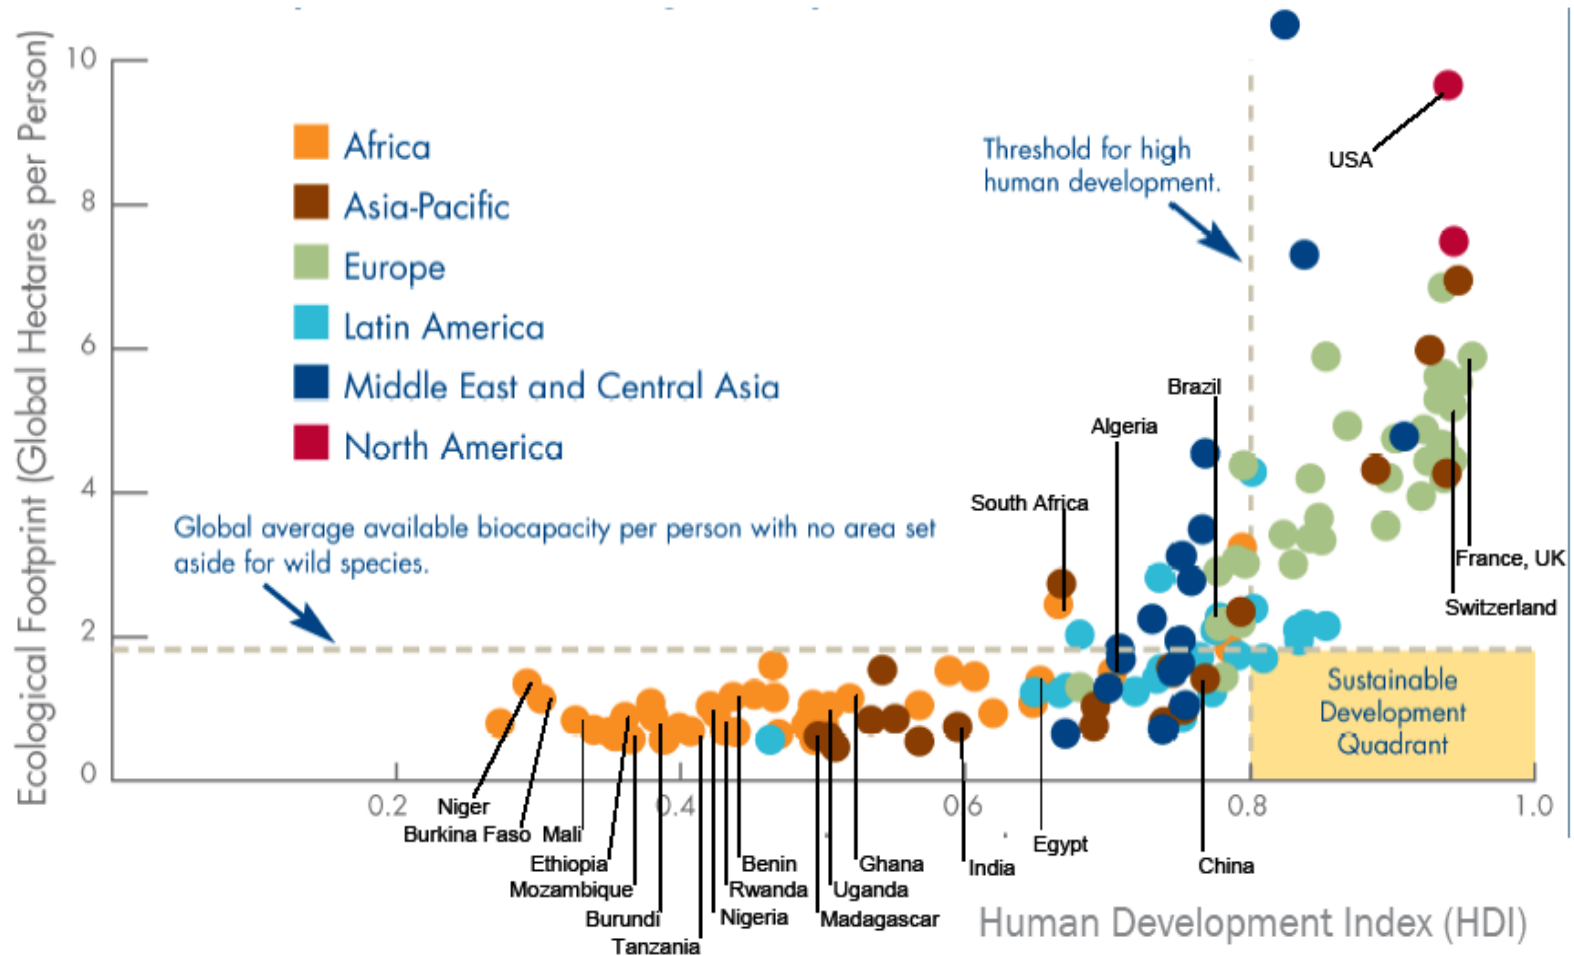 Ecological Footprint (Global Hectares per Person)
10
8
6
4
2
0
Africa
Asia-Pacific
Europe
Latin America
Middle East and Central Asia
North America
Global average available biocapacity per person with no area set
aside for wild species.
Threshold for high
human development.
USA
Brazil
Algeria
South Africa
France, UK
Switzerland
Sustainable
Development
Quadrant
0.2
0.4
0.6
0.8
1.0
Niger
Burkina Faso
Mali
Ethiopia
Mozambique
Burundi
Tanzania
Benin
Rwanda
Nigeria
Ghana
Uganda
Madagascar
India
Egypt
China
Human Development Index (HDI)